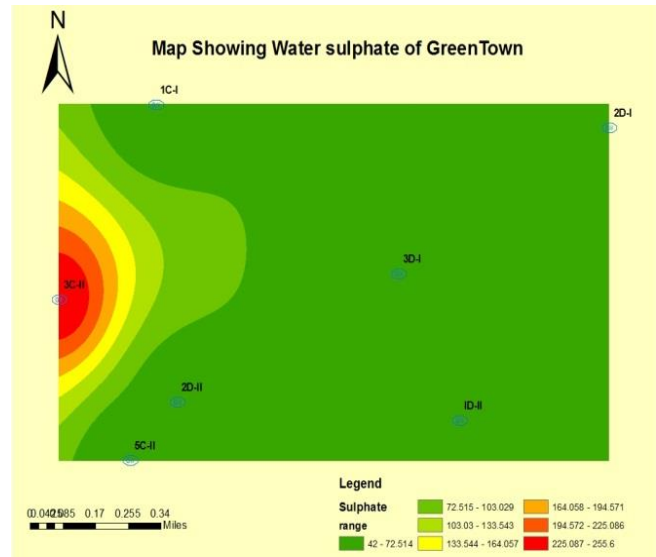 N
Map Showing Water sulphate of GreenTown
1C-I
2D-I
3D-I
3C-II
2D-II
ID-II
5C-II
Legend
Sulphate
range
42 - 72.514
72.515 - 103.029
103.03 - 133.543
133.544 - 164.057
164.058 - 194.571
194.572 - 225.086
225.087 - 255.6
0.17 0.255 0.34
Miles